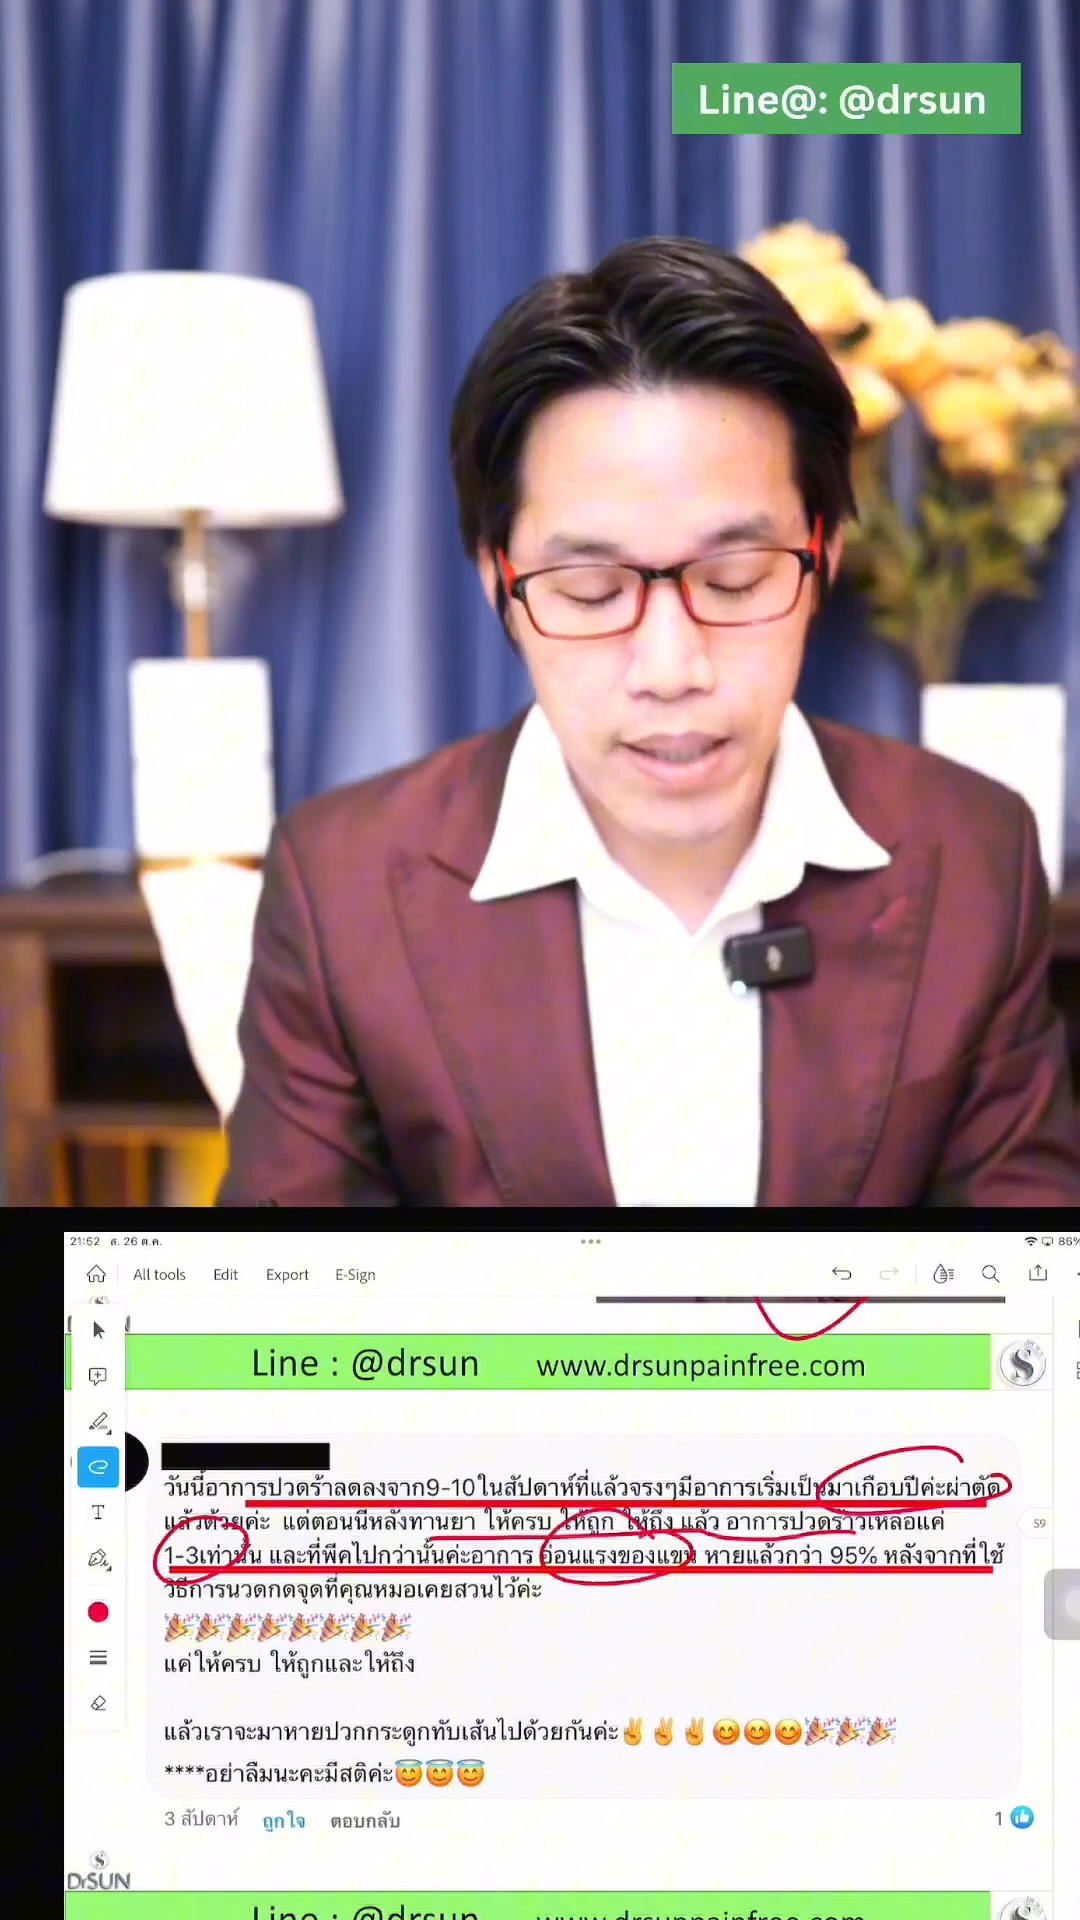 Line@: @drsun
21:52 ส. 26 ต.ค.
86%
All tools Edit Export E-Sign
Line : @drsun www.drsunpainfree.com
วันนี้อาการปวดร้าลดลงจาก9-10ในสัปดาห์ที่แล้วจรงๆมีอาการเริ่มเป็นมาเกือบปีค่ะผ่าตัด
แล้วด้วยค่ะ แต่ตอนนี้หลังทานยา ให้ครบ ให้ถูก ให้ถึง แล้ว อาการปวดร้าวเหลือแค่
1-3เท่านั้น และที่พีคไปกว่านั้นค่ะอาการ อ่อนแรงของแขน หายแล้วกว่า 95% หลังจากที่ใช้
วิธีการนวดกดจุดที่คุณหมอเคยสวนไว้ค่ะ
แค่ให้ครบ ให้ถูกและให้ถึง
แล้วเราจะมาหายปวกกระดูกทับเส้นไปด้วยกันค่ะ✌✌✌😊😊😊🎉🎉🎉
****อย่าลืมนะคะมีสติค่ะ😇😇😇
3 สัปดาห์ ถูกใจ ตอบกลับ
1
59
DrSUN
Line : @drsun www.drsunpainfree.com